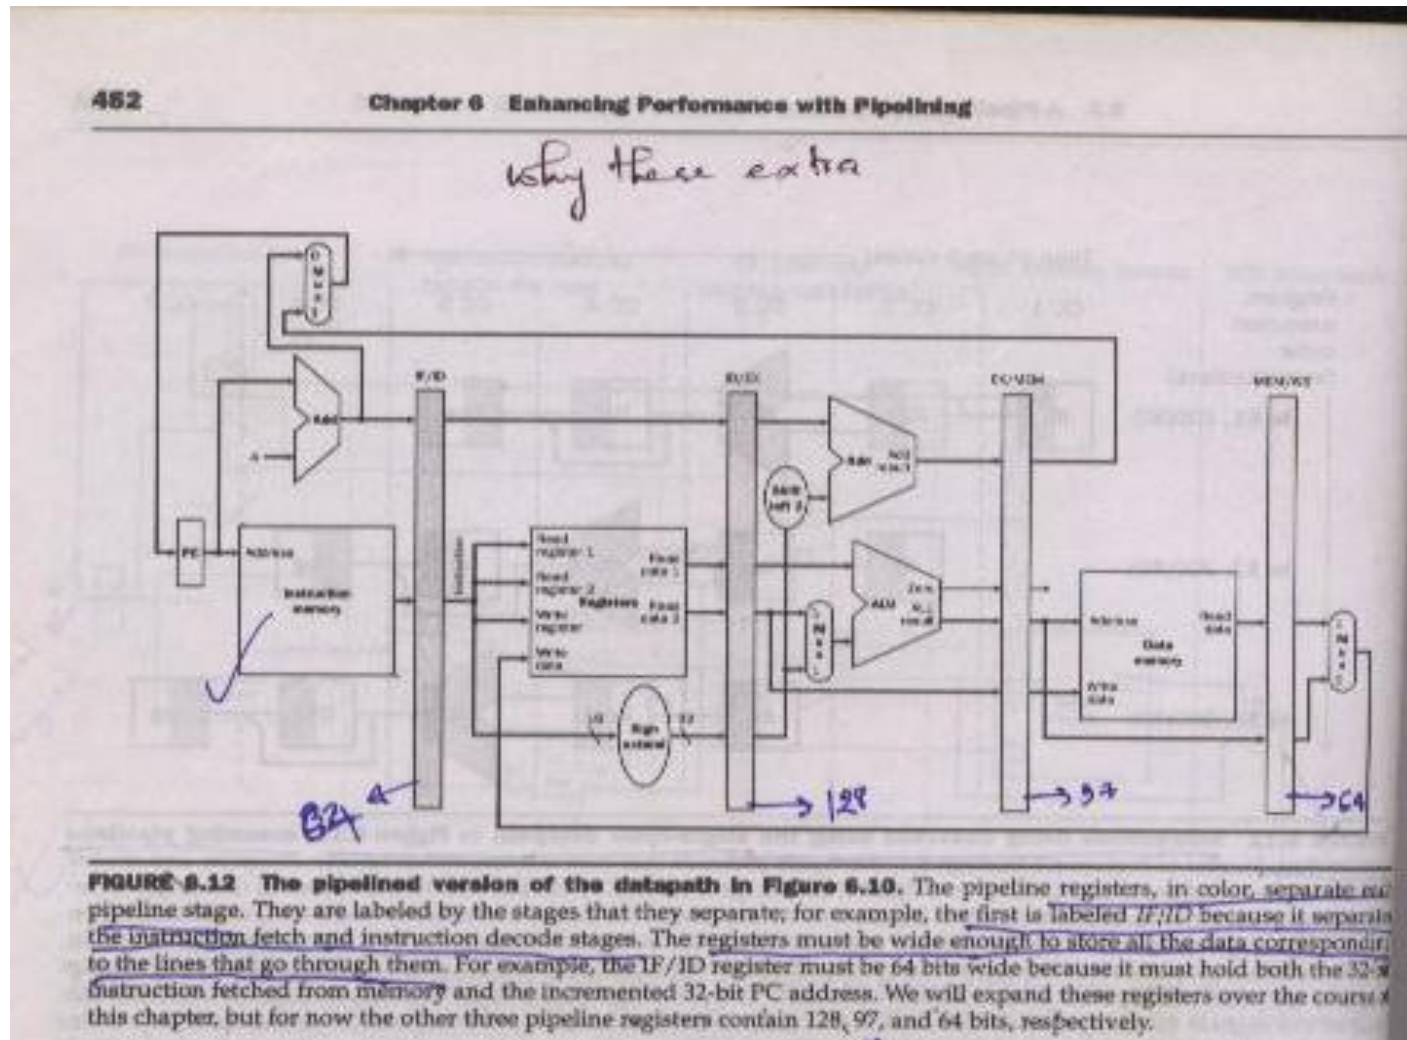 452
Chapter 6 Enhancing Performance with Pipelining
why these extra
0
M
u
x
1
IF/ID
ID/EX
EX/MEM
MEM/WB
Add
4
Add
Add
result
Shift
left 2
PC
Address
Instruction
memory
Instruction
Read
register 1
Read
register 2
Registers
Write
register
Write
data
Read
data 1
Read
data 2
Zero
ALU
ALU
result
Address
Read
data
Data
memory
Write
data
16
Sign
extend
32
128
97
64
FIGURE 6.12 The pipelined version of the datapath in Figure 6.10. The pipeline registers, in color, separate
pipeline stage. They are labeled by the stages that they separate; for example, the first is labeled IF/ID because it
the instruction fetch and instruction decode stages. The registers must be wide enough to store all the data
to the lines that go through them. For example, the IF/ID register must be 64 bits wide because it must hold both the
instruction fetched from memory and the incremented 32-bit PC address. We will expand these registers over the course
this chapter, but for now the other three pipeline registers contain 128, 97, and 64 bits, respectively.